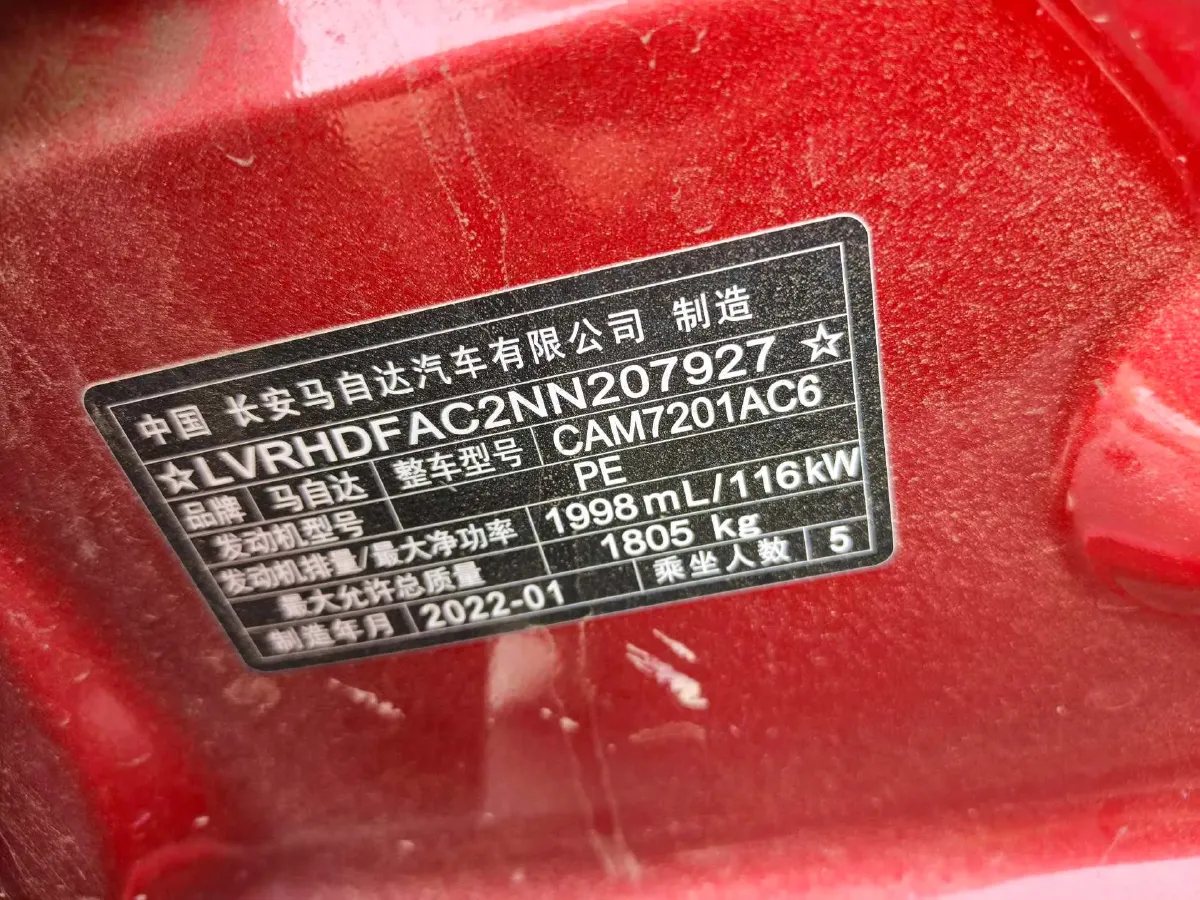 中国 长安马自达汽车有限公司 制造
☆LVRHDFAC2NN207927☆
品牌 马自达 整车型号 CAM7201AC6
发动机型号 PE
发动机排量/最大净功率 1998mL/116kW
最大允许总质量 1805 kg
制造年月 2022-01 乘坐人数 5